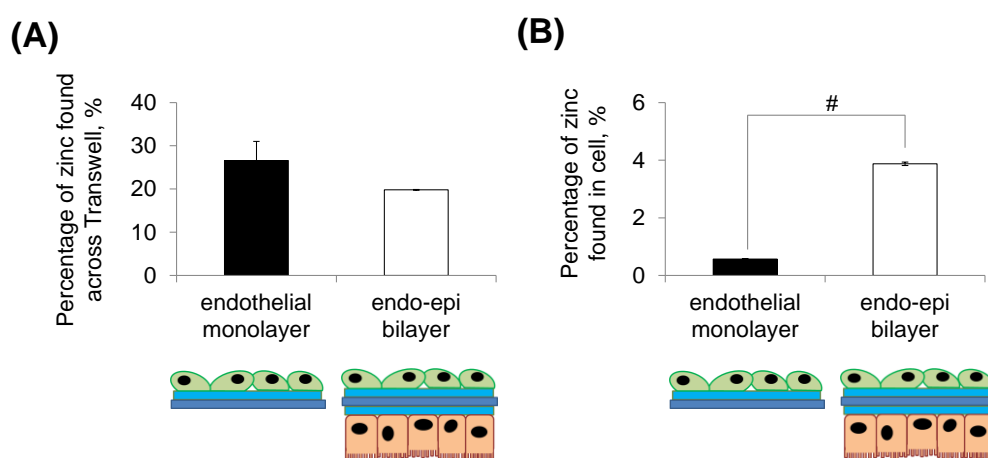 (A)
Percentage of zinc found
across Transwell, %
40
30
20
10
0
endothelial
monolayer
endo-epi
bilayer
(B)
Percentage of zinc
found in cell, %
6
4
2
0
#
endothelial
monolayer
endo-epi
bilayer